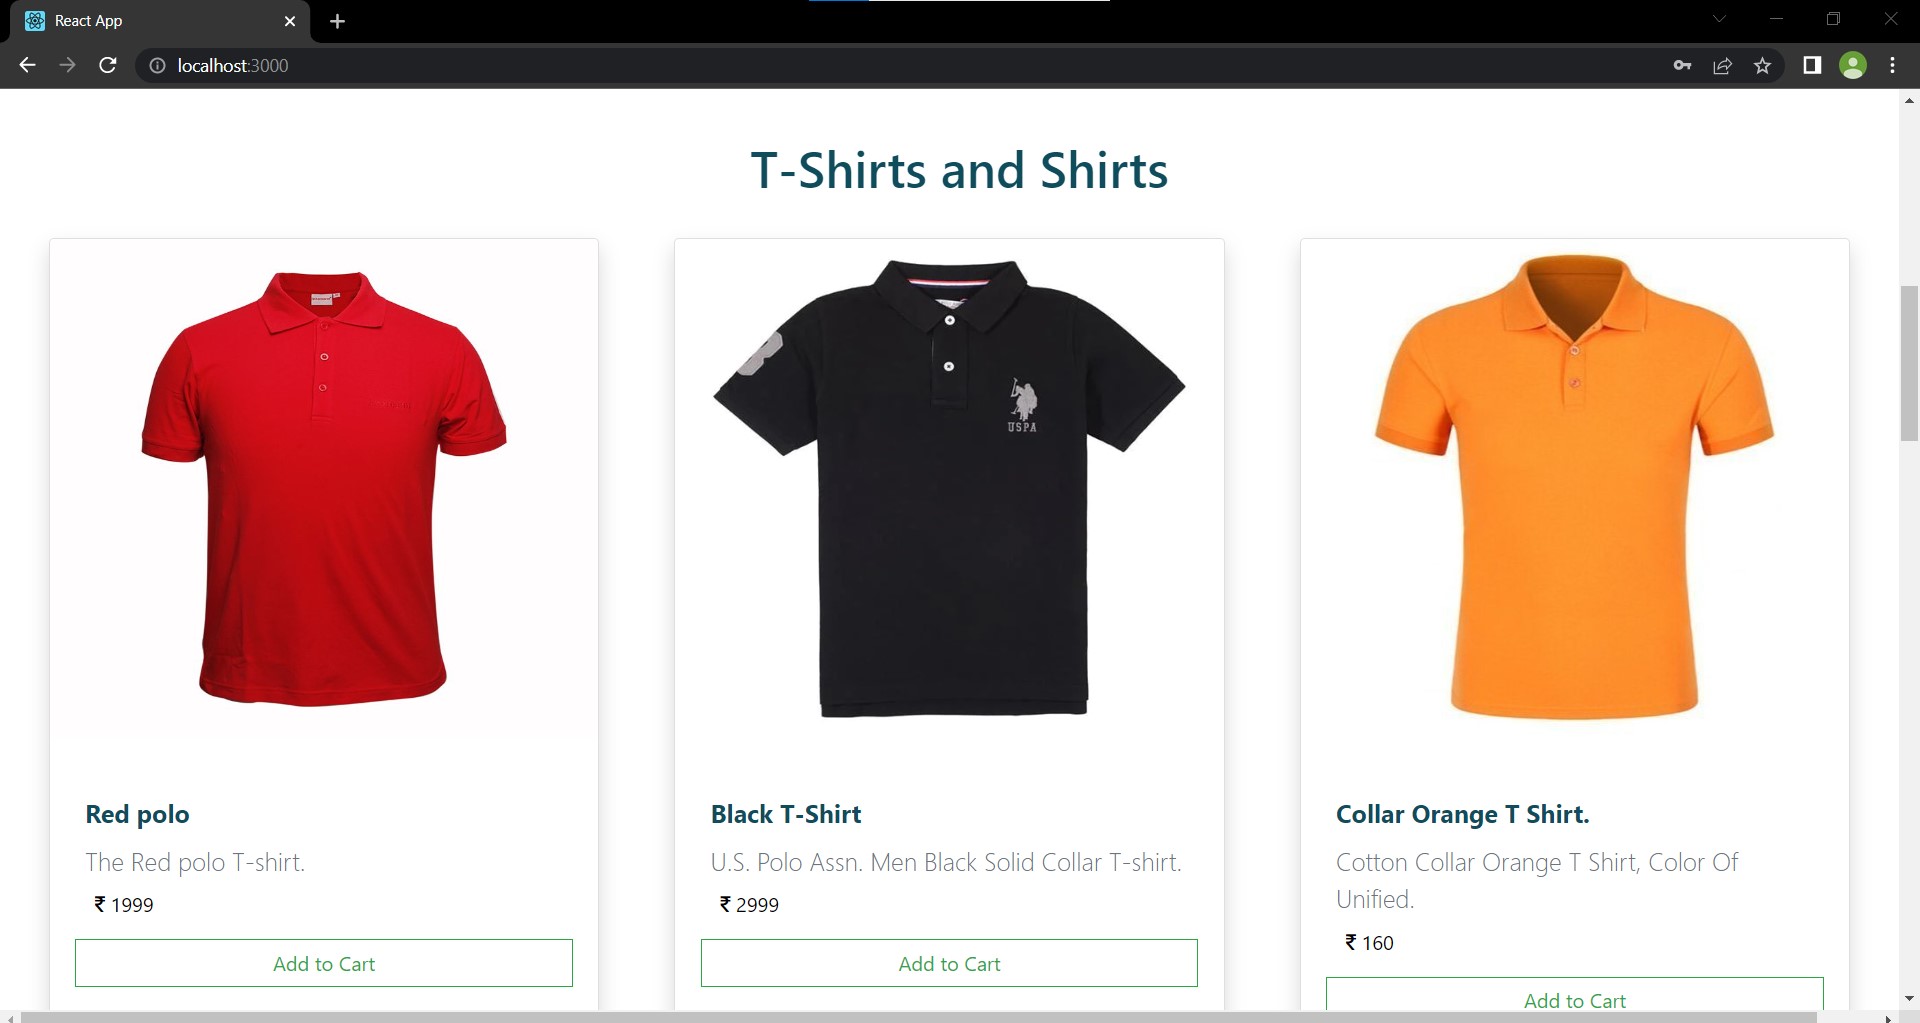 React App
localhost:3000
T-Shirts and Shirts
USPA
Red polo
The Red polo T-shirt.
₹ 1999
Add to Cart
Black T-Shirt
U.S. Polo Assn. Men Black Solid Collar T-shirt.
₹ 2999
Add to Cart
Collar Orange T Shirt.
Cotton Collar Orange T Shirt, Color Of
Unified.
₹ 160
Add to Cart